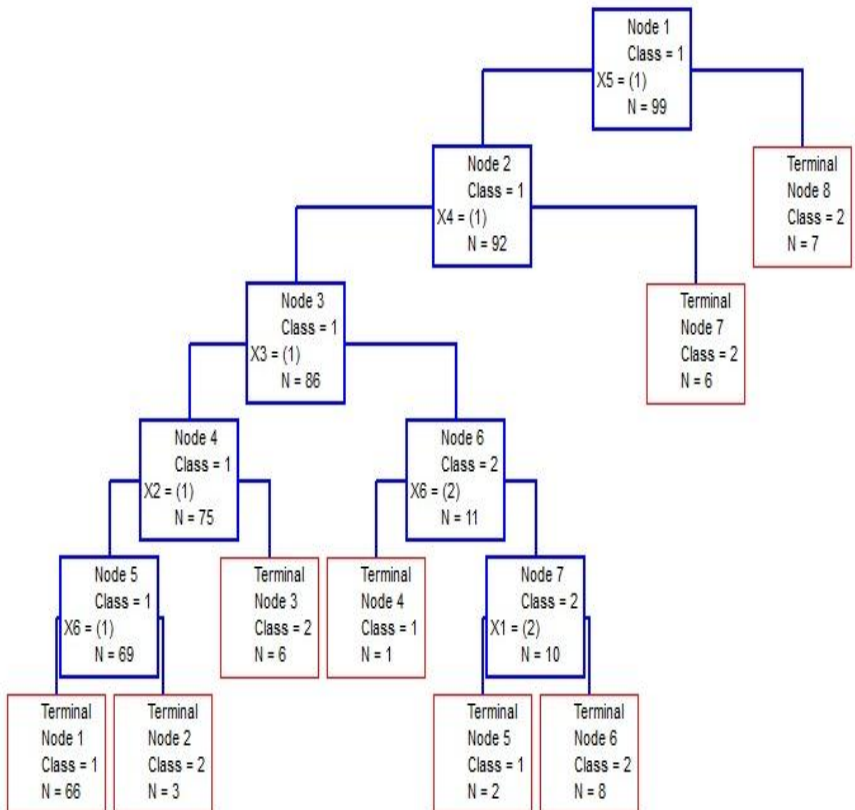 Node 1
Class = 1
X5 = (1)
N = 99
Node 2
Class = 1
X4 = (1)
N = 92
Terminal
Node 8
Class = 2
N = 7
Node 3
Class = 1
X3 = (1)
N = 86
Terminal
Node 7
Class = 2
N = 6
Node 4
Class = 1
X2 = (1)
N = 75
Node 6
Class = 2
X6 = (2)
N = 11
Node 5
Class = 1
X6 = (1)
N = 69
Terminal
Node 3
Class = 2
N = 6
Terminal
Node 4
Class = 1
N = 1
Node 7
Class = 2
X1 = (2)
N = 10
Terminal
Node 1
Class = 1
N = 66
Terminal
Node 2
Class = 2
N = 3
Terminal
Node 5
Class = 1
N = 2
Terminal
Node 6
Class = 2
N = 8